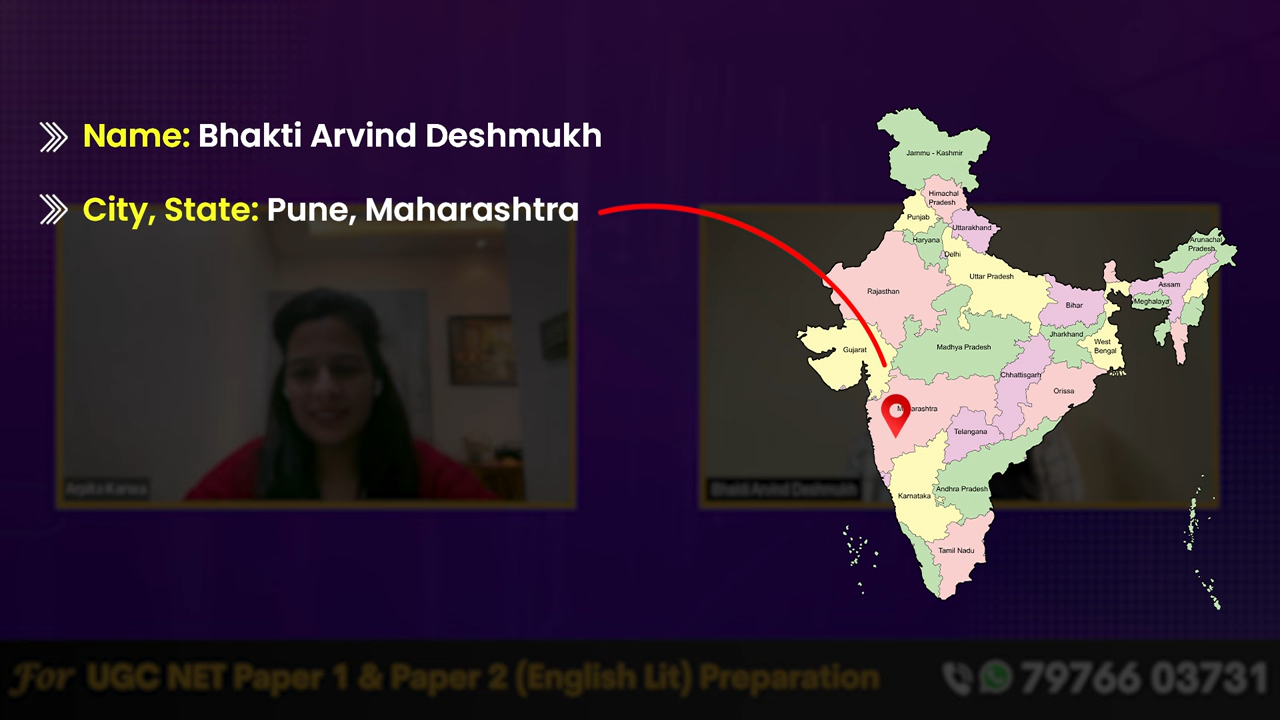 Name: Bhakti Arvind Deshmukh
City, State: Pune, Maharashtra
Jammu - Kashmir
Himachal
Pradesh
Punjab
Uttarakhand
Haryana
Delhi
Arunachal
Pradesh
Rajasthan
Uttar Pradesh
Assam
Bihar
Meghalaya
Jharkhand
West
Bengal
Gujarat
Madhya Pradesh
Chhattisgarh
Orissa
Telangana
Karnataka
Andhra Pradesh
Tamil Nadu
Arpita Karwa
Bhakti Arvind Deshmukh
For UGC NET Paper 1 & Paper 2 (English Lit) Preparation
79766 03731